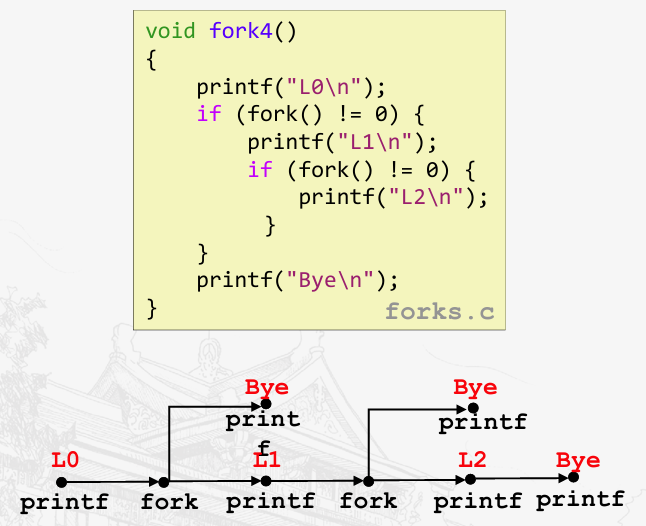 void fork4()
{
    printf("L0\n");
    if (fork() != 0) {
        printf("L1\n");
        if (fork() != 0) {
            printf("L2\n");
        }
    }
    printf("Bye\n");
}
forks.c
Bye
Bye
print
f
printf
L0
L1
L2
Bye
printf
fork
printf
fork
printf
printf